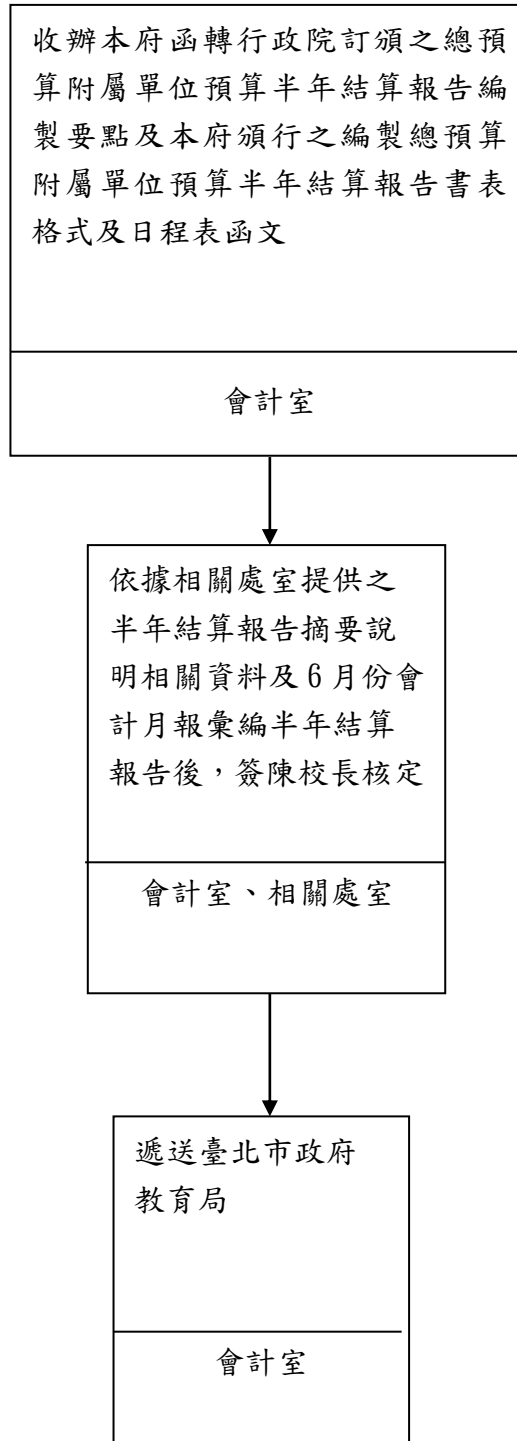 收辦本府函轉行政院訂頒之總預
算附屬單位預算半年結算報告編
製要點及本府頒行之編製總預算
附屬單位預算半年結算報告書表
格式及日程表函文
會計室
依據相關處室提供之
半年結算報告摘要說
明相關資料及6月份會
計月報彙編半年結算
報告後，簽陳校長核定
會計室、相關處室
遞送臺北市政府
教育局
會計室